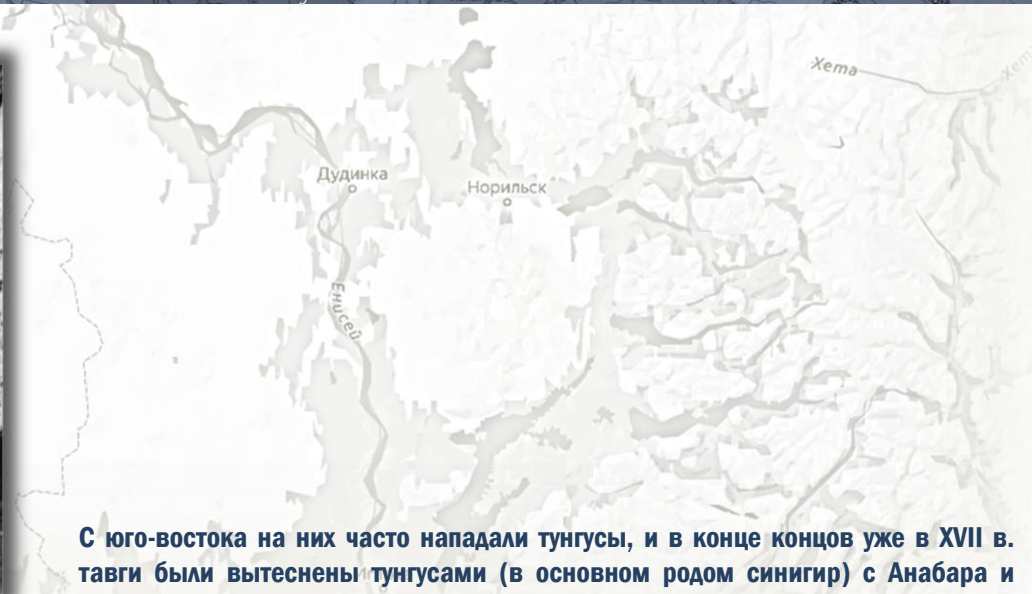 Хета
Дудинка
Норильск
Енисей
С юго-востока на них часто нападали тунгусы, и в конце концов уже в XVII в.
тавги были вытеснены тунгусами (в основном родом синигир) с Анабара и